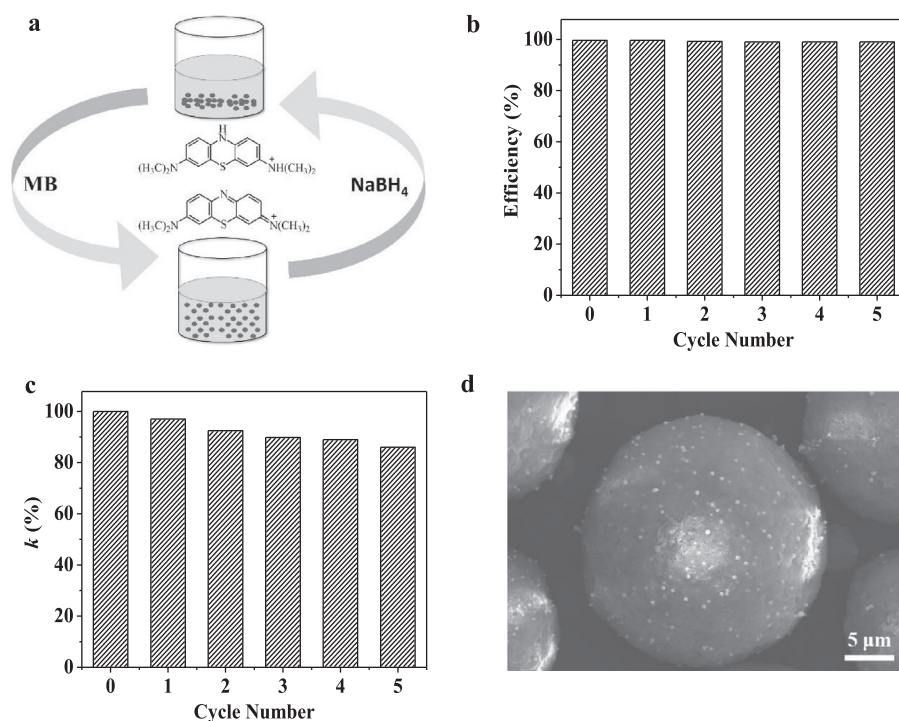 a
MB
NaBH4
H
N
(H3C)2N
S
+
NH(CH3)2
N
(H3C)2N
S
+
N(CH3)2
b
Efficiency (%)
100
80
60
40
20
0
0 1 2 3 4 5
Cycle Number
c
k (%)
100
80
60
40
20
0
0 1 2 3 4 5
Cycle Number
d
5 μm